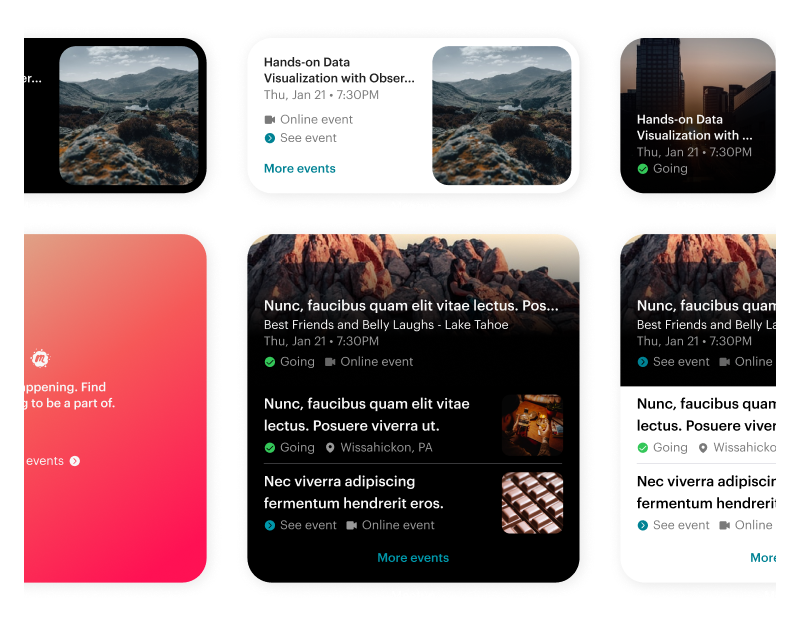 er...
Hands-on Data
Visualization with Obser...
Thu, Jan 21 • 7:30PM
Online event
See event
More events
Hands-on Data
Visualization with ...
Thu, Jan 21 • 7:30PM
Going
m
appening. Find
g to be a part of.
events
Nunc, faucibus quam elit vitae lectus. Pos...
Best Friends and Belly Laughs - Lake Tahoe
Thu, Jan 21 • 7:30PM
Going Online event
Nunc, faucibus quam elit vitae
lectus. Posuere viverra ut.
Going Wissahickon, PA
Nec viverra adipiscing
fermentum hendrerit eros.
See event Online event
More events
Nunc, faucibus quam
Best Friends and Belly La
Thu, Jan 21 • 7:30PM
See event Online
Nunc, faucibus quam
lectus. Posuere viver
Going Wissahicko
Nec viverra adipiscin
fermentum hendrerit
See event Online
More